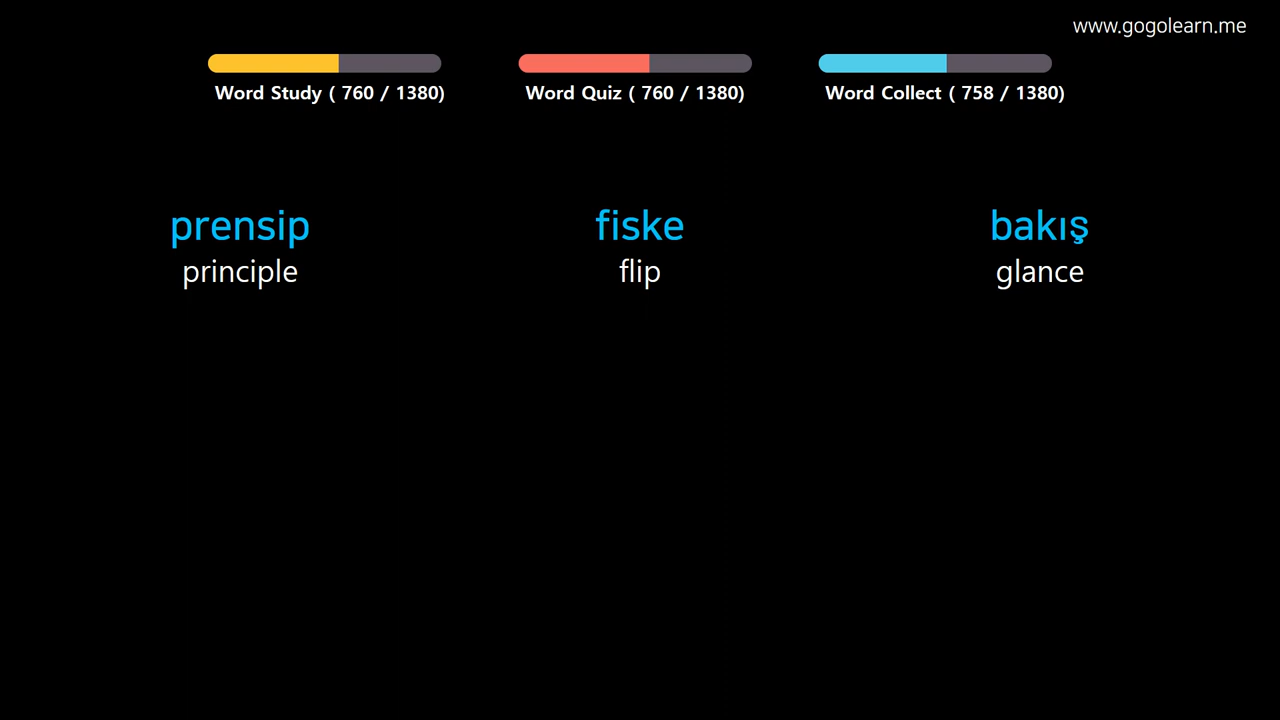 www.gogolearn.me
Word Study ( 760 / 1380)
Word Quiz ( 760 / 1380)
Word Collect ( 758 / 1380)
prensip
principle
fiske
flip
bakış
glance